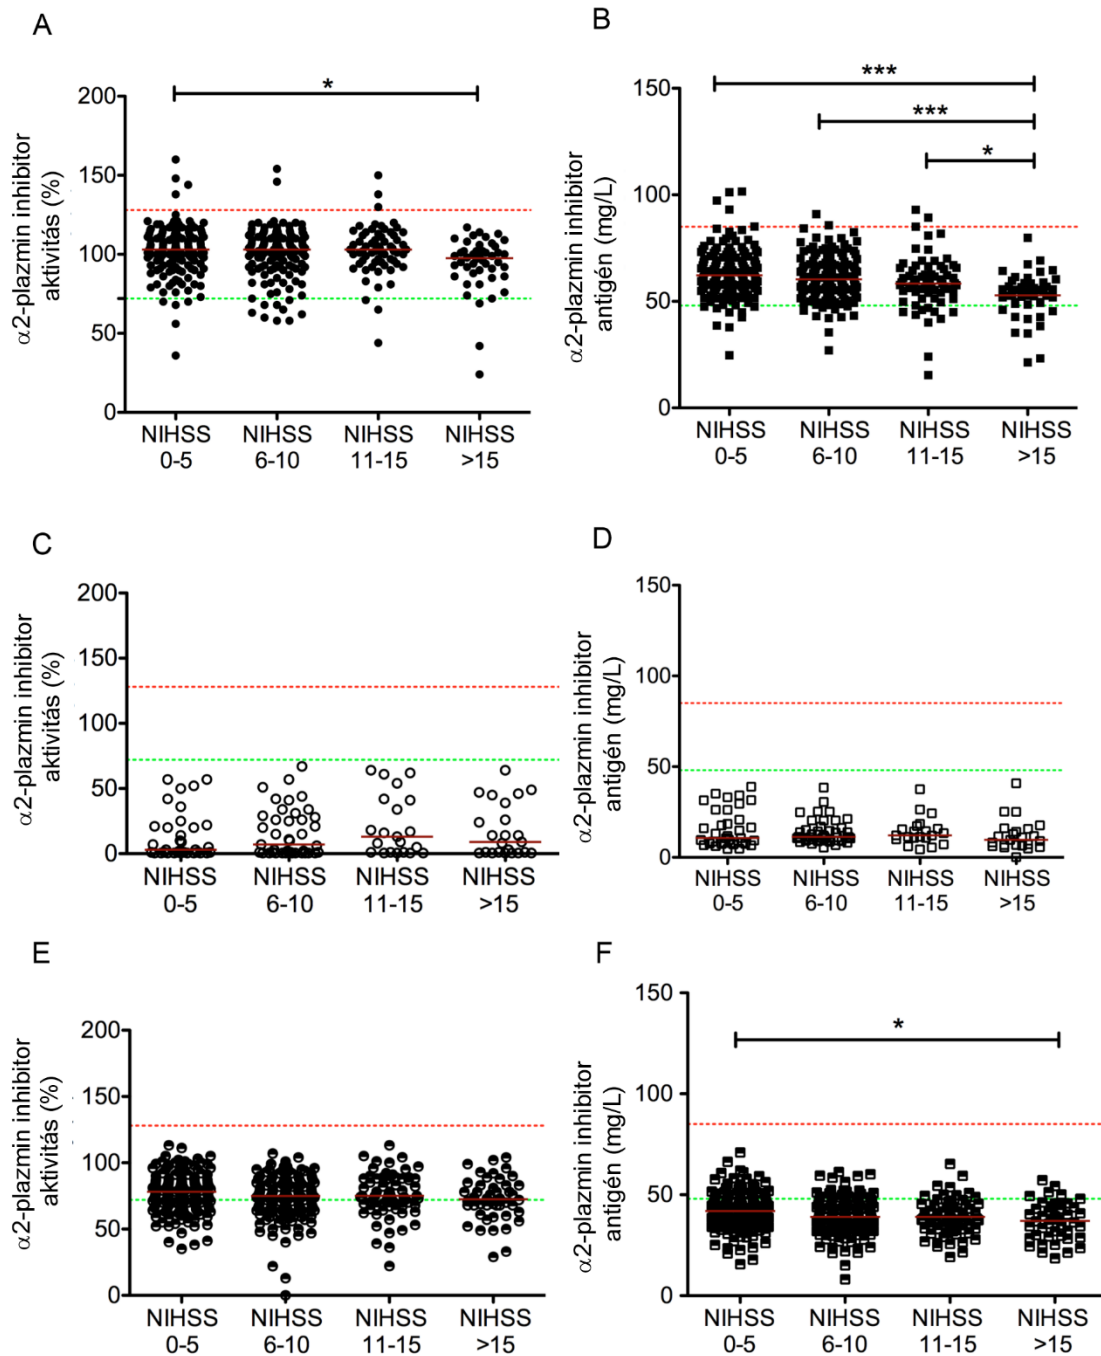 A
α2-plazmin inhibitor
aktivitás (%)
200
150
100
50
0
*
NIHSS NIHSS NIHSS NIHSS
0-5 6-10 11-15 >15
B
α2-plazmin inhibitor
antigén (mg/L)
150
100
50
0
***
***
*
NIHSS NIHSS NIHSS NIHSS
0-5 6-10 11-15 >15
C
α2-plazmin inhibitor
aktivitás (%)
200
150
100
50
0
NIHSS NIHSS NIHSS NIHSS
0-5 6-10 11-15 >15
D
α2-plazmin inhibitor
antigén (mg/L)
150
100
50
0
NIHSS NIHSS NIHSS NIHSS
0-5 6-10 11-15 >15
E
α2-plazmin inhibitor
aktivitás (%)
200
150
100
50
0
NIHSS NIHSS NIHSS NIHSS
0-5 6-10 11-15 >15
F
α2-plazmin inhibitor
antigén (mg/L)
150
100
50
0
*
NIHSS NIHSS NIHSS NIHSS
0-5 6-10 11-15 >15